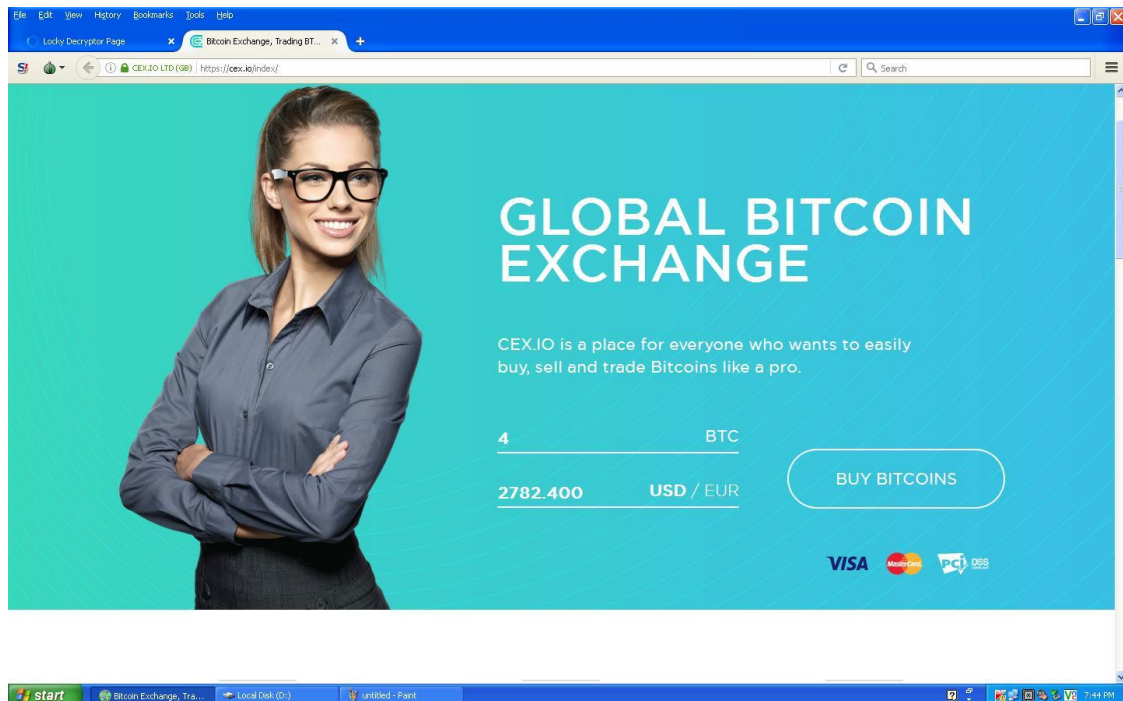 File Edit View History Bookmarks Tools Help
Locky Decryptor Page
Bitcoin Exchange, Trading BT...
CEX.IO LTD (GB) https://cex.io/index/
Search
GLOBAL BITCOIN
EXCHANGE
CEX.IO is a place for everyone who wants to easily
buy, sell and trade Bitcoins like a pro.
4 BTC
2782.400 USD / EUR
BUY BITCOINS
VISA MasterCard PCI DSS
start Bitcoin Exchange, Tra... Local Disk (D:) untitled - Paint 7:44 PM